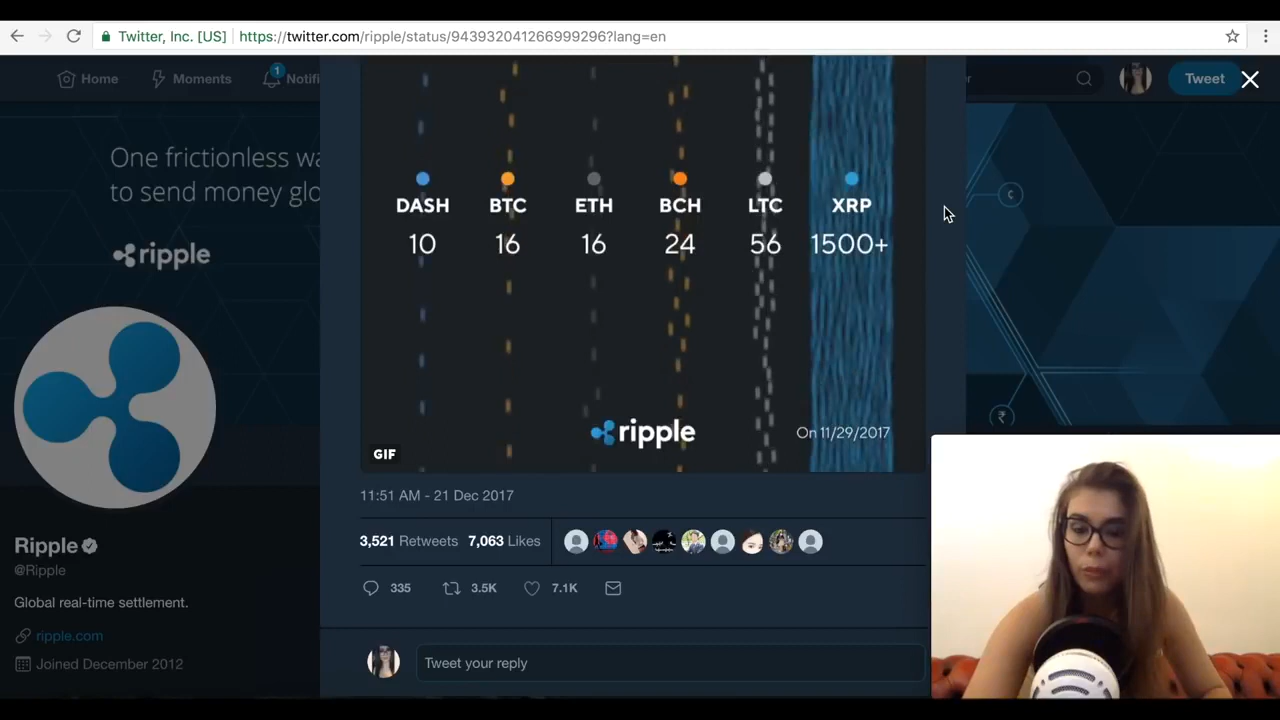 Twitter, Inc. [US]
https://twitter.com/ripple/status/943932041266999296?lang=en
Home
Moments
1
Notifi
Tweet
One frictionless wa
to send money glo
ripple
DASH BTC ETH BCH LTC XRP
10 16 16 24 56 1500+
ripple
On 11/29/2017
GIF
11:51 AM - 21 Dec 2017
3,521 Retweets 7,063 Likes
335 3.5K 7.1K
Tweet your reply
Ripple
@Ripple
Global real-time settlement.
ripple.com
Joined December 2012